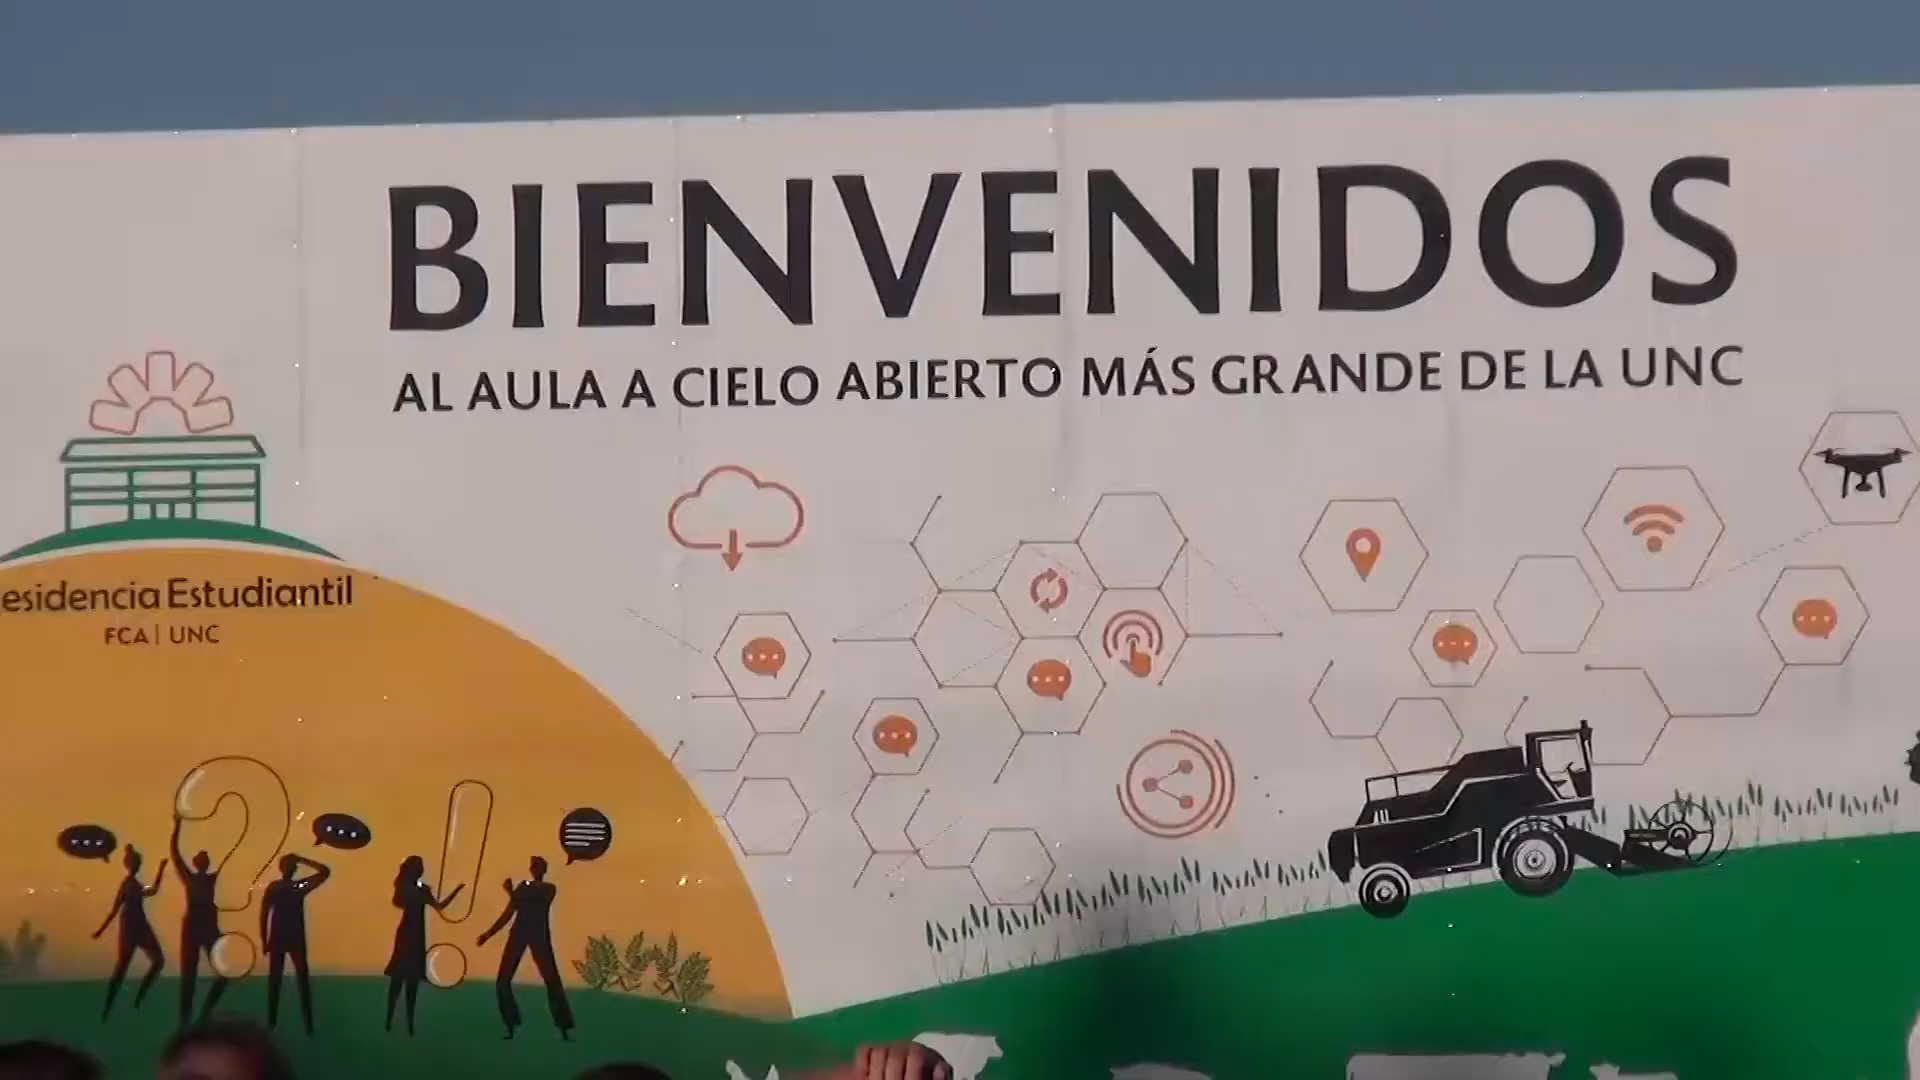 BIENVENIDOS
AL AULA A CIELO ABIERTO MÁS GRANDE DE LA UNC
esidencia Estudiantil
FCA | UNC